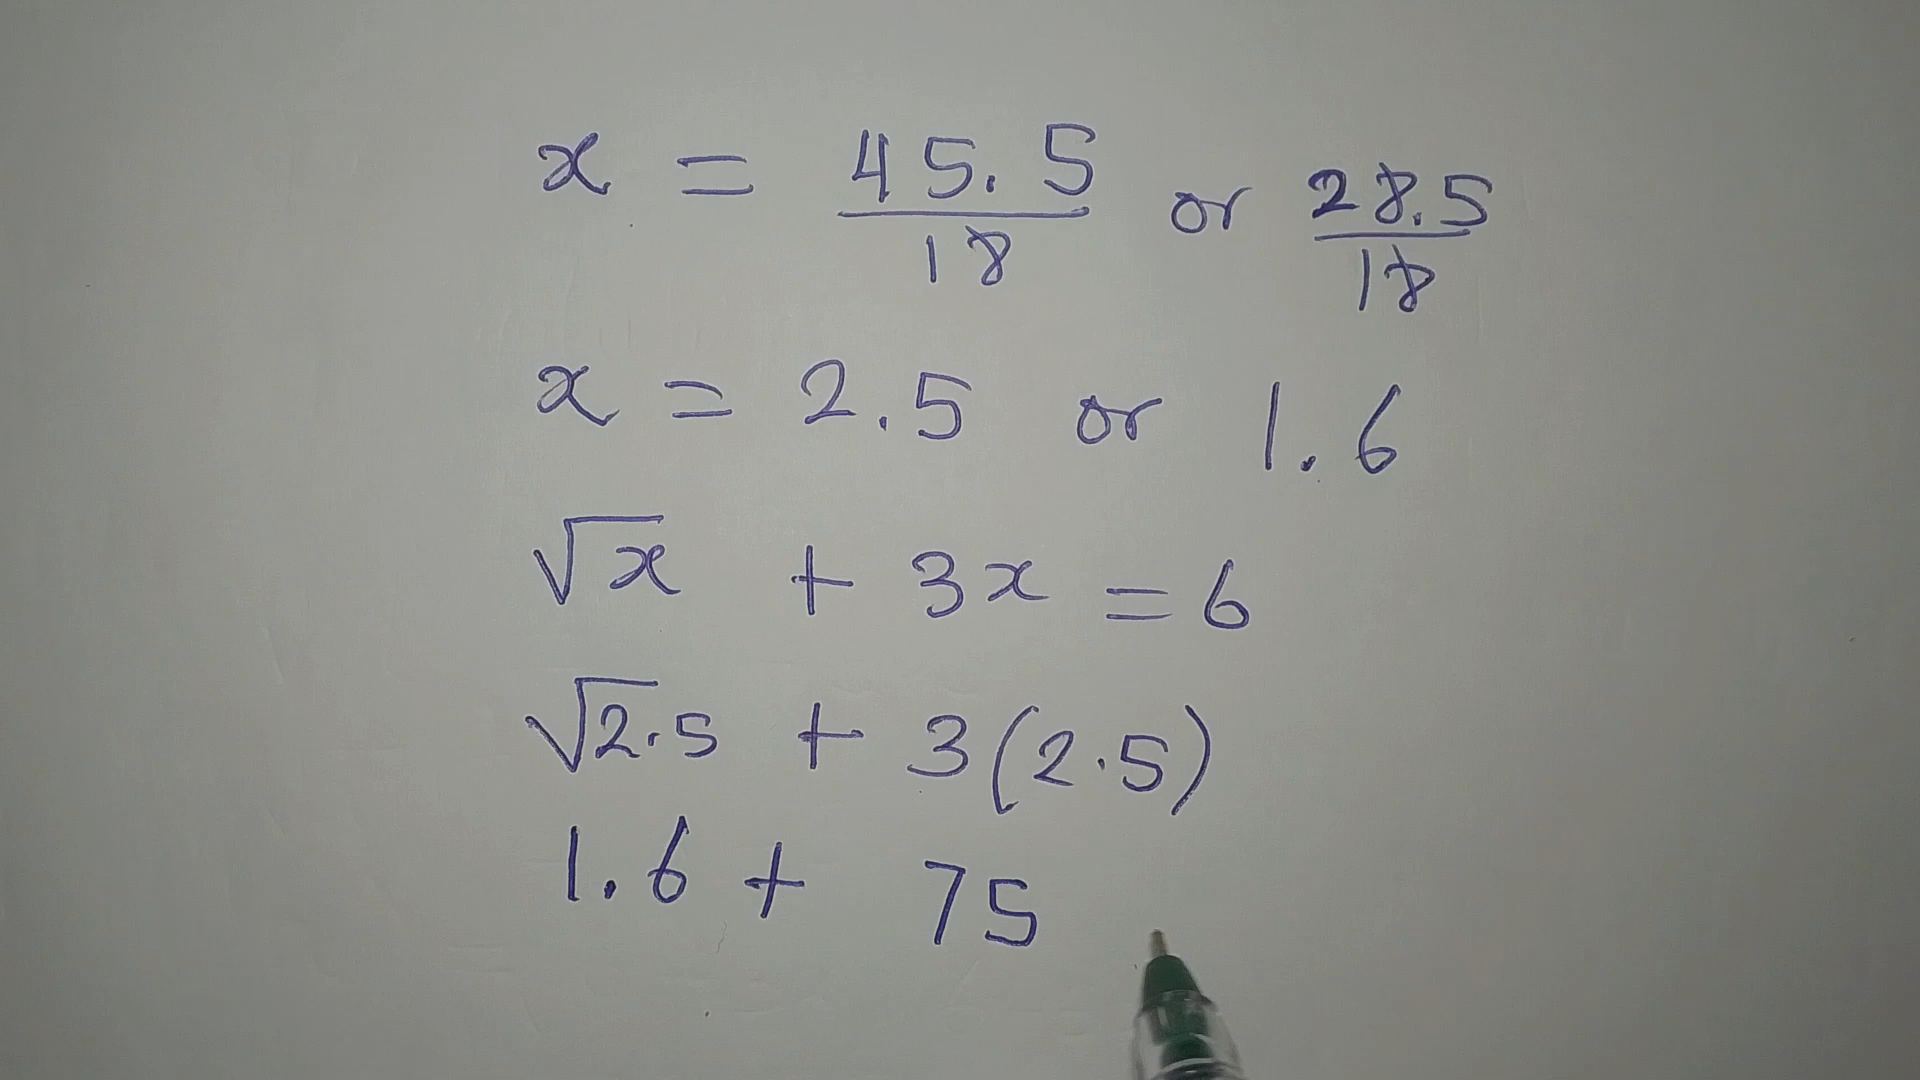 x = 45.5/18 or 28.5/18
x = 2.5 or 1.6
√x + 3x = 6
√2.5 + 3(2.5)
1.6 + 75